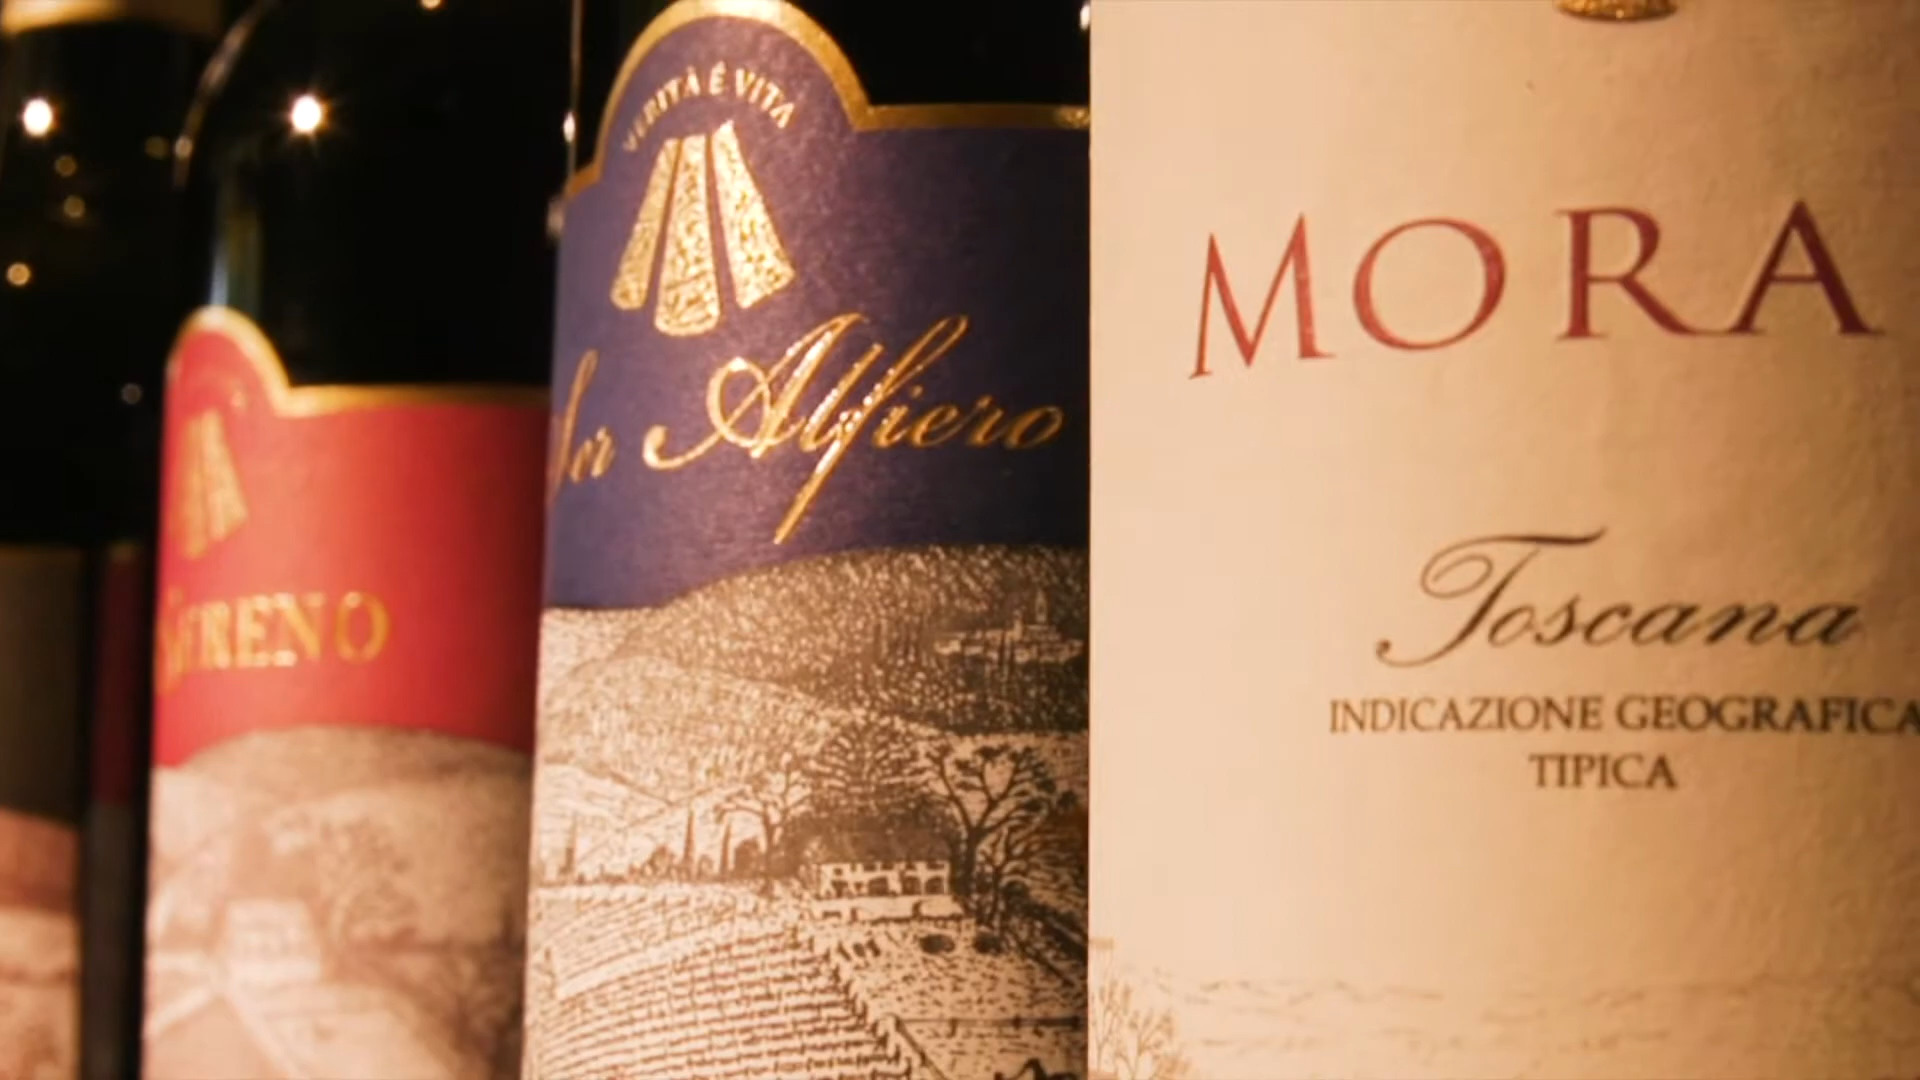 VERITÀ É VITA
Ser Alfiero
MORA
Toscana
INDICAZIONE GEOGRAFICA
TIPICA